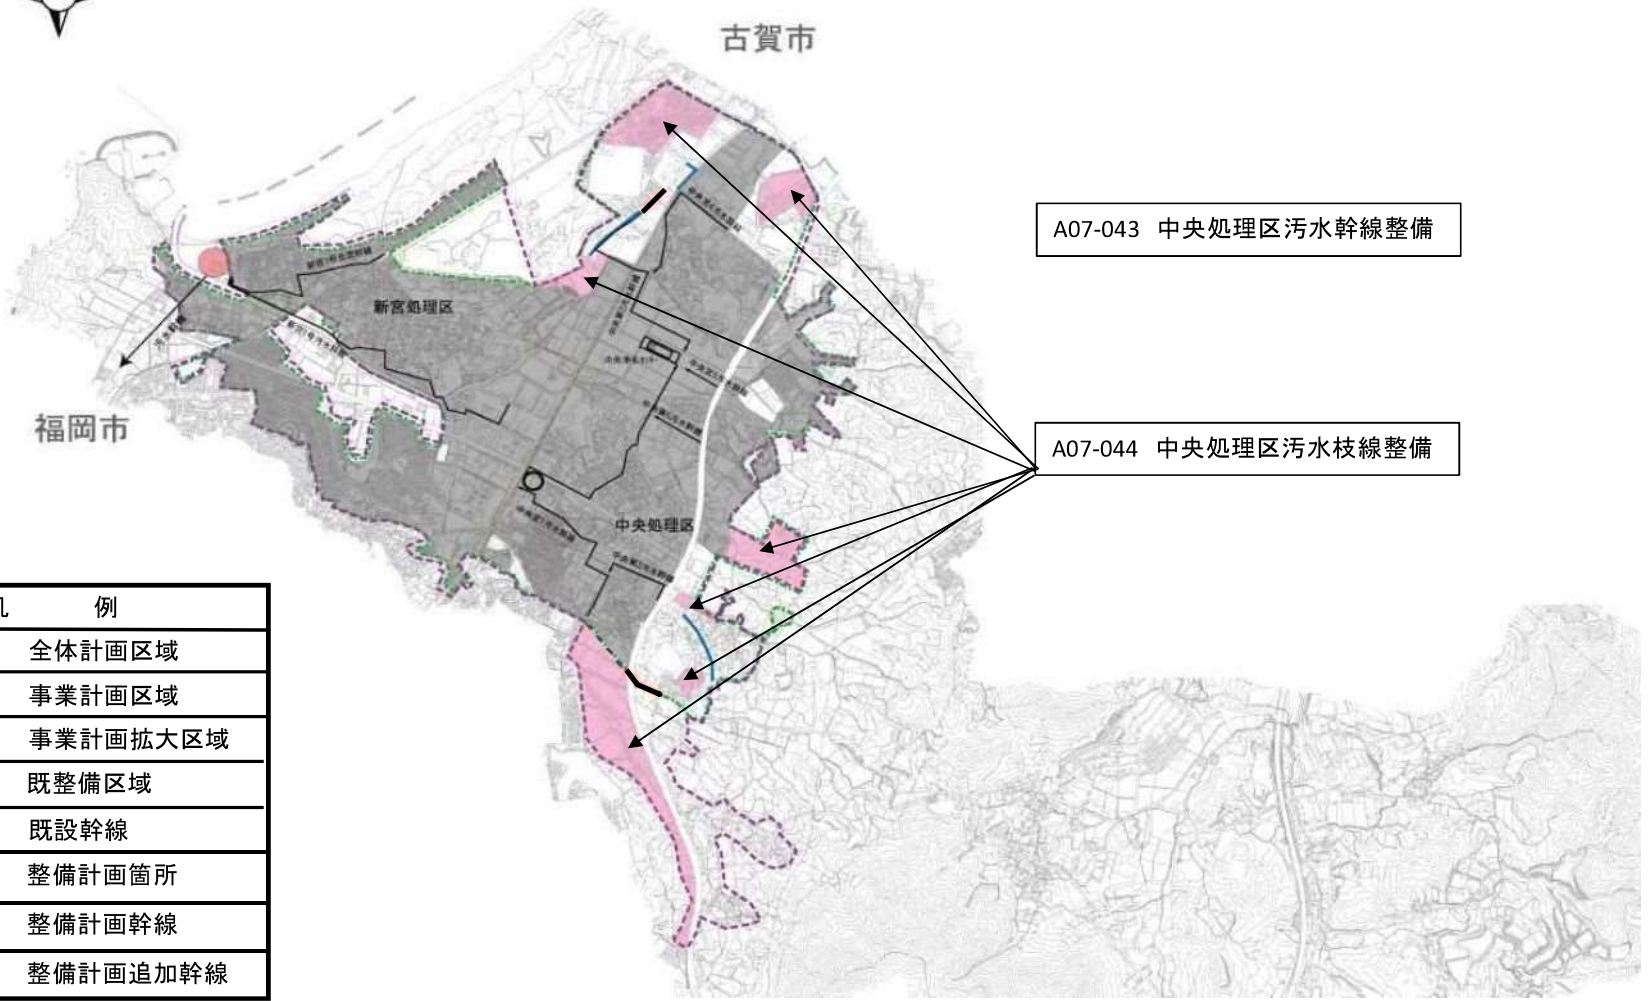 古賀市
A07-043 中央処理区汚水幹線整備
新宮処理区
福岡市
A07-044 中央処理区汚水枝線整備
中央処理区
例
全体計画区域
事業計画区域
事業計画拡大区域
既整備区域
既設幹線
整備計画箇所
整備計画幹線
整備計画追加幹線